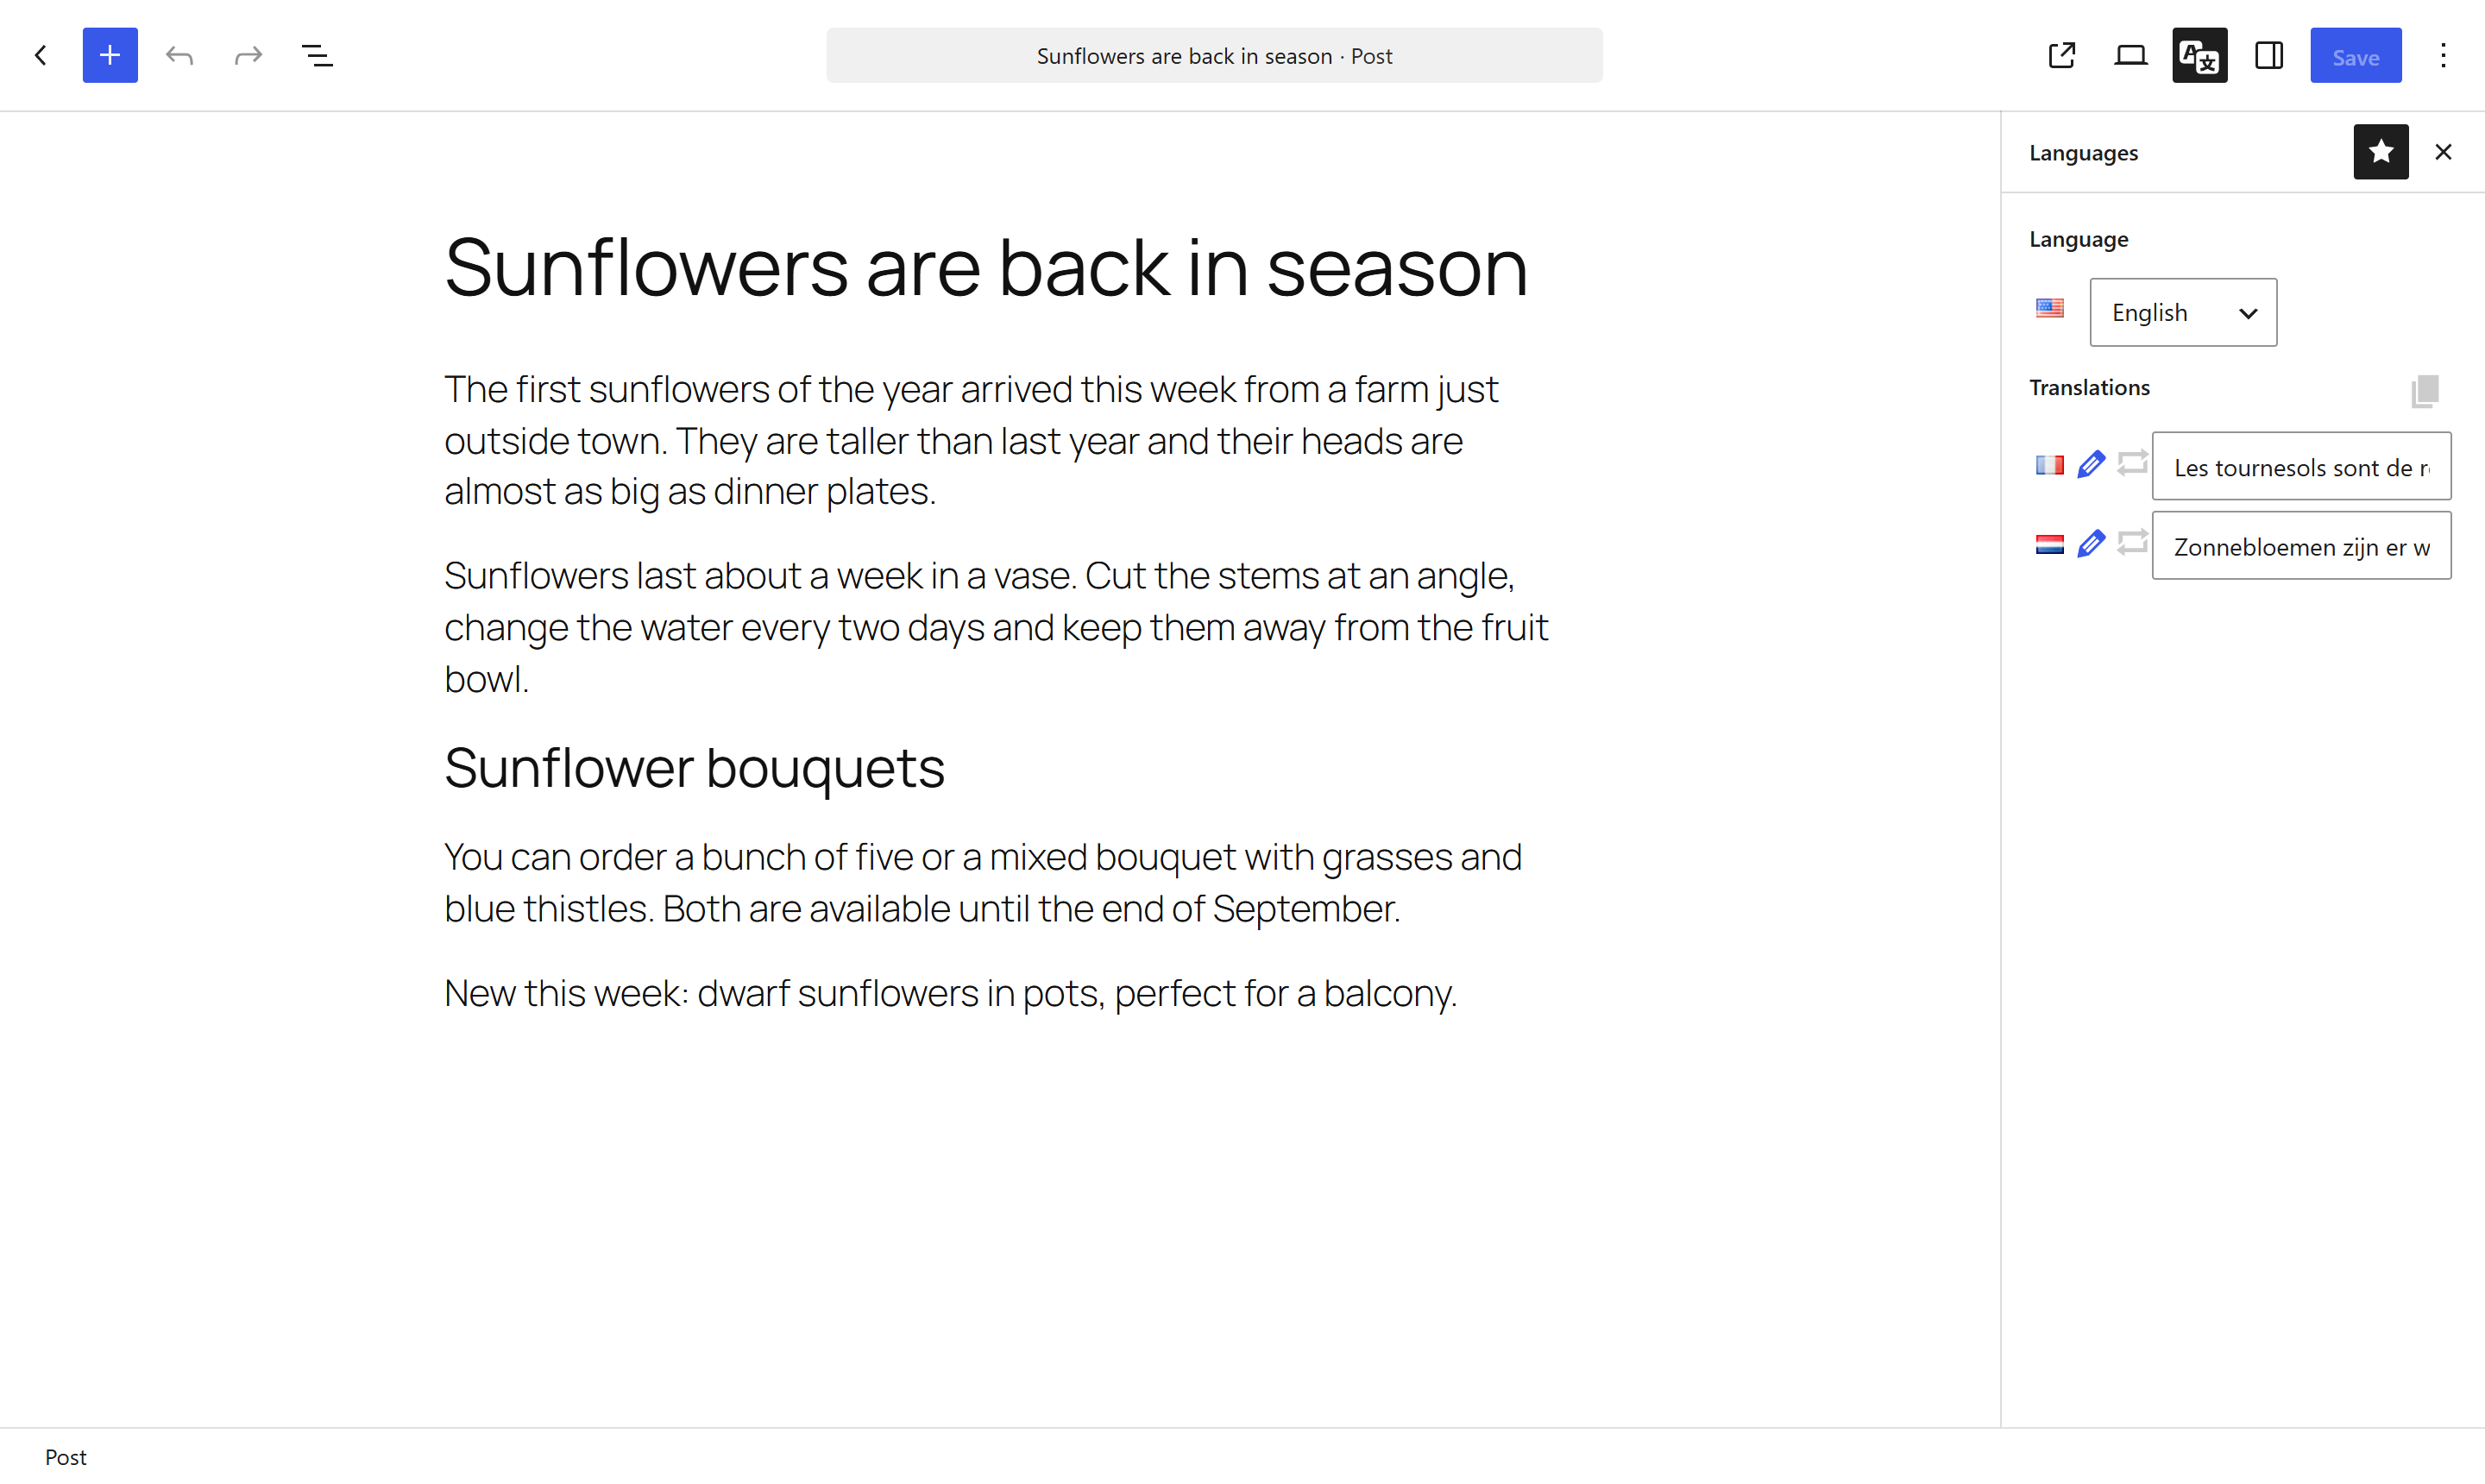 Sunflowers are back in season · Post
Save
Languages
Language
English
Translations
Les tournesols sont de
Zonnebloemen zijn er w
Sunflowers are back in season
The first sunflowers of the year arrived this week from a farm just
outside town. They are taller than last year and their heads are
almost as big as dinner plates.
Sunflowers last about a week in a vase. Cut the stems at an angle,
change the water every two days and keep them away from the fruit
bowl.
Sunflower bouquets
You can order a bunch of five or a mixed bouquet with grasses and
blue thistles. Both are available until the end of September.
New this week: dwarf sunflowers in pots, perfect for a balcony.
Post